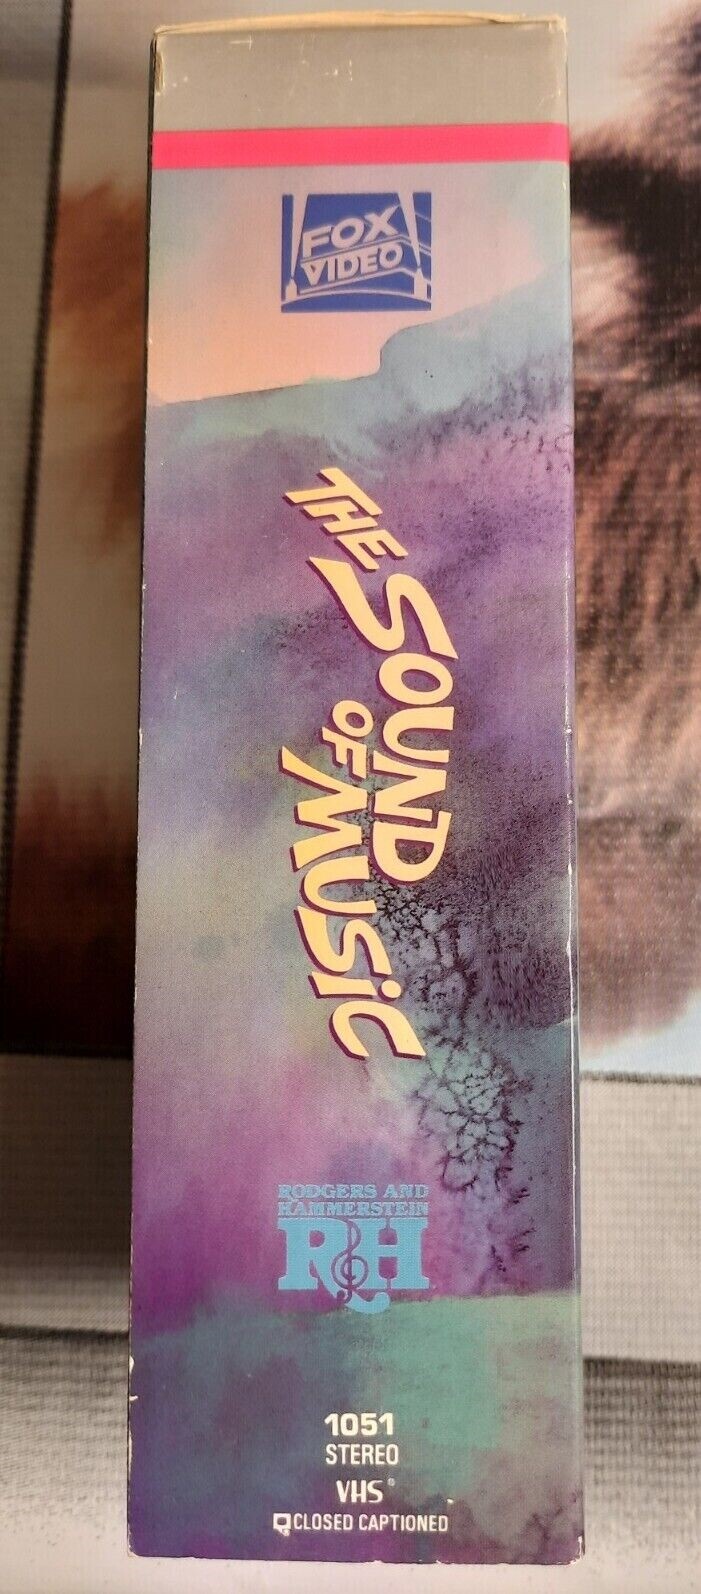 FOX
VIDEO
THE SOUND
OF MUSiC
RODGERS AND
HAMMERSTEIN
R&H
1051
STEREO
VHS®
CLOSED CAPTIONED